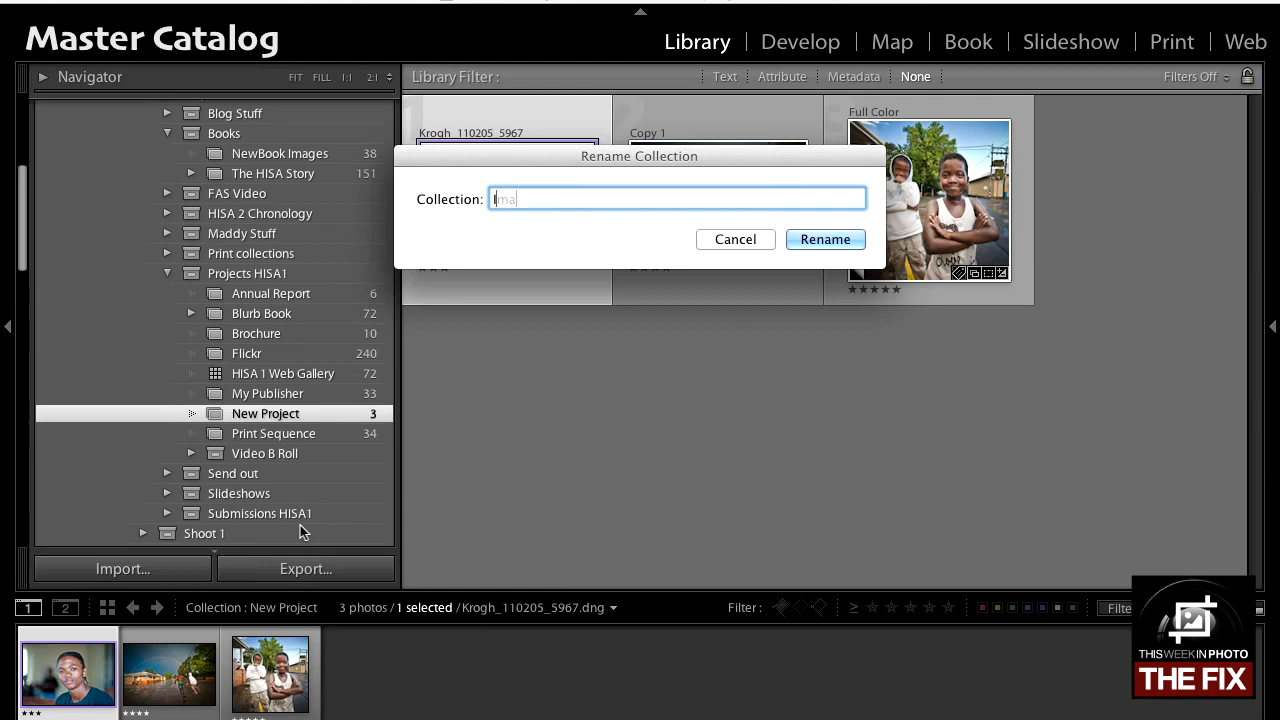 Master Catalog
Library | Develop | Map | Book | Slideshow | Print | Web
Navigator FIT FILL 1:1 2:1
Library Filter : Text Attribute Metadata None Filters Off
Blog Stuff
Books
NewBook Images 38
The HISA Story 151
FAS Video
HISA 2 Chronology
Maddy Stuff
Print collections
Projects HISA1
Annual Report 6
Blurb Book 72
Brochure 10
Flickr 240
HISA 1 Web Gallery 72
My Publisher 33
New Project 3
Print Sequence 34
Video B Roll
Send out
Slideshows
Submissions HISA1
Shoot 1
Import... Export...
Krogh_110205_5967
Copy 1
Full Color
Rename Collection
Collection: Ima
Cancel Rename
1 2 Collection : New Project 3 photos / 1 selected / Krogh_110205_5967.dng Filter : Filte
THIS WEEK IN PHOTO
THE FIX